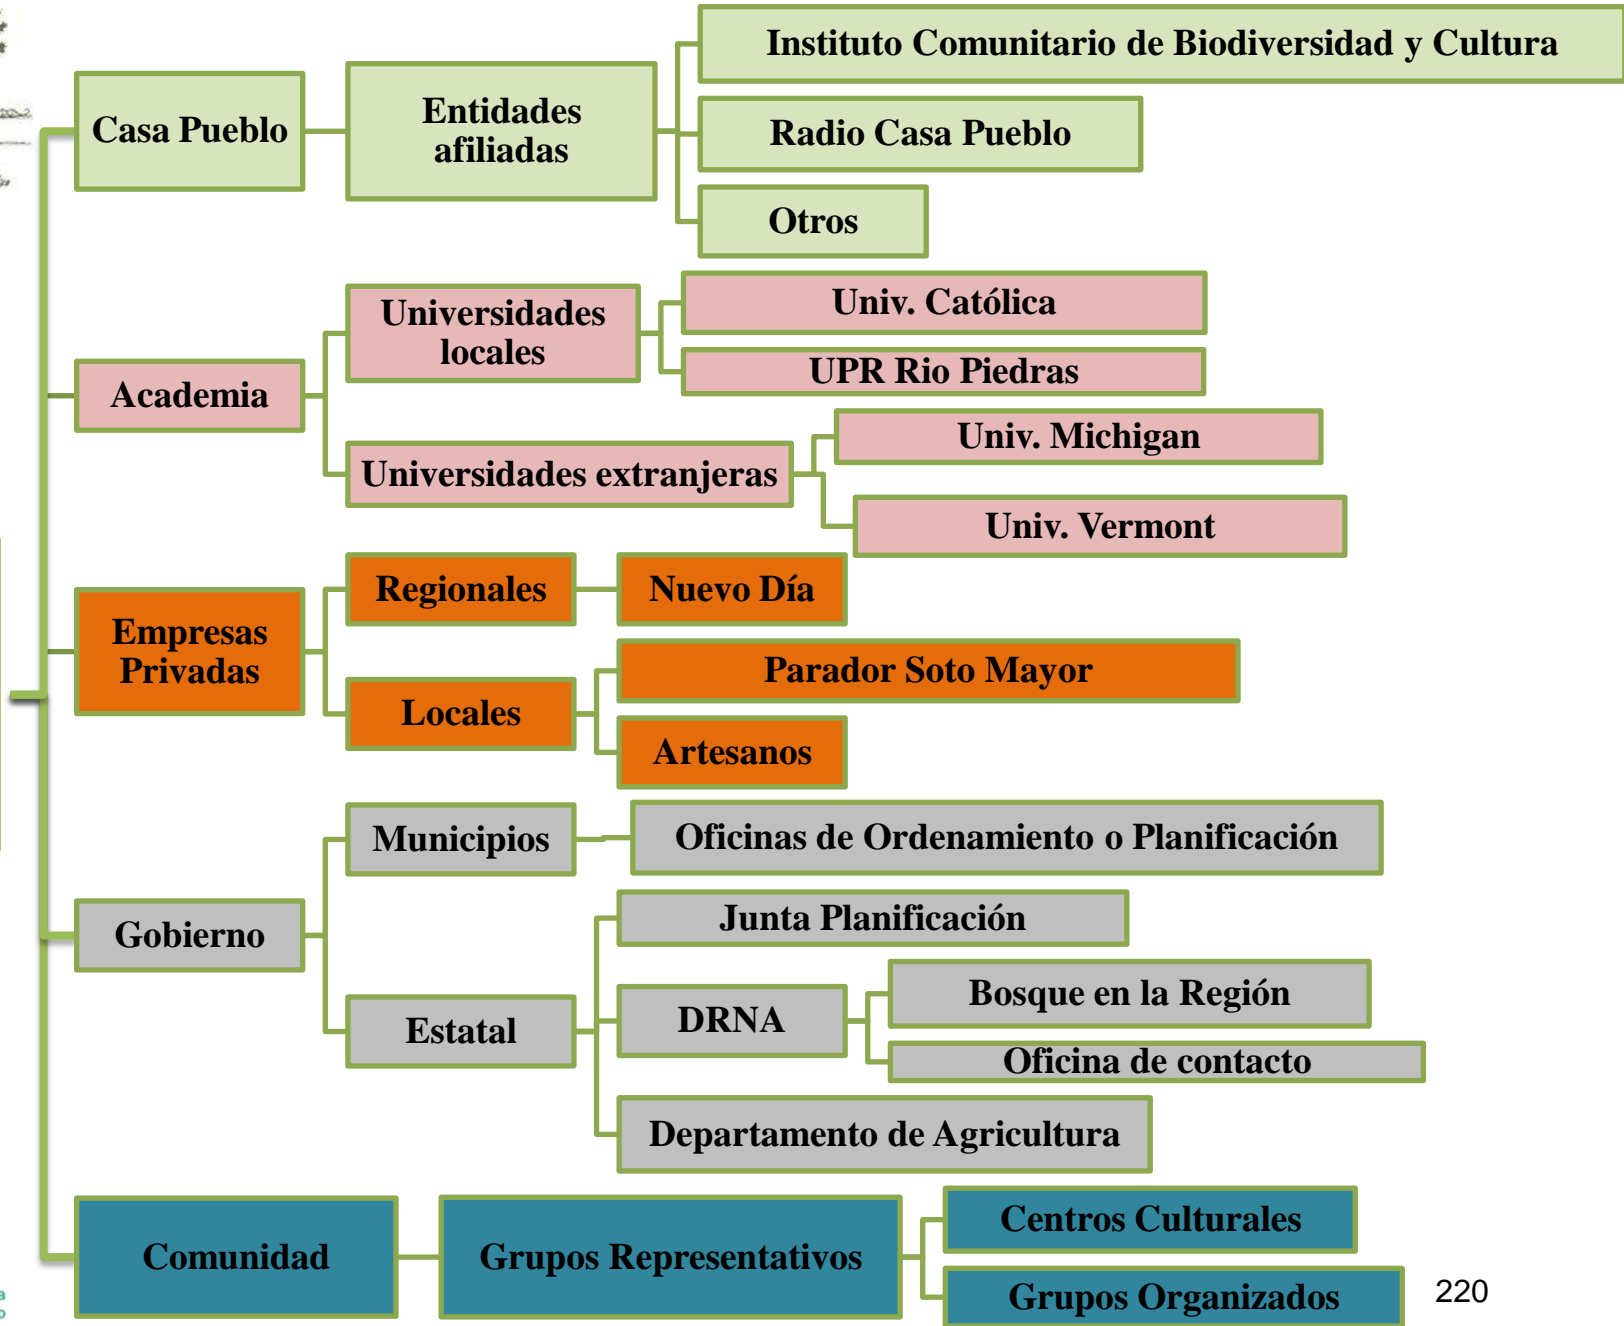 Casa Pueblo
Entidades
afiliadas
Instituto Comunitario de Biodiversidad y Cultura
Radio Casa Pueblo
Otros
Academia
Universidades
locales
Univ. Católica
UPR Rio Piedras
Universidades extranjeras
Univ. Michigan
Univ. Vermont
Empresas
Privadas
Regionales
Nuevo Día
Locales
Parador Soto Mayor
Artesanos
Gobierno
Municipios
Oficinas de Ordenamiento o Planificación
Estatal
Junta Planificación
DRNA
Bosque en la Región
Oficina de contacto
Departamento de Agricultura
Comunidad
Grupos Representativos
Centros Culturales
Grupos Organizados
220